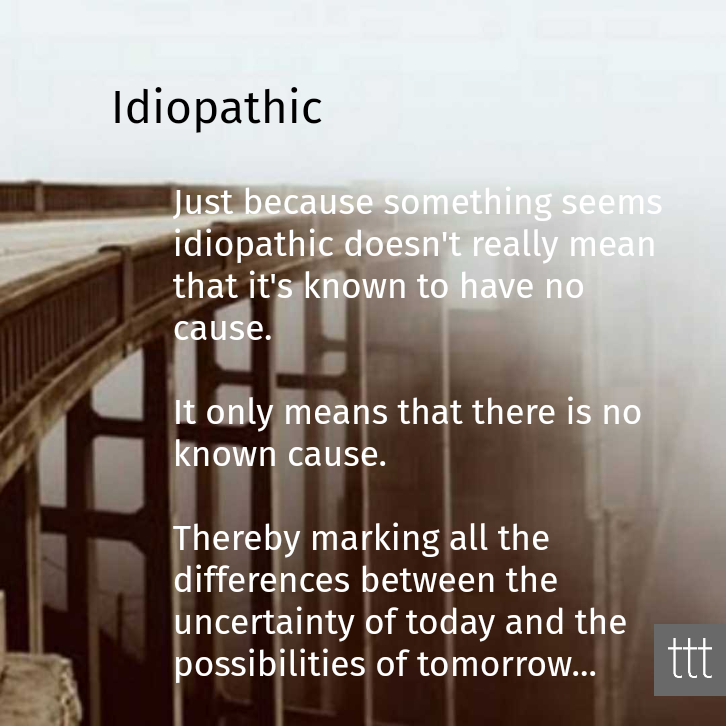 Idiopathic
Just because something seems
idiopathic doesn't really mean
that it's known to have no
cause.
It only means that there is no
known cause.
Thereby marking all the
differences between the
uncertainty of today and the
possibilities of tomorrow...
ttt